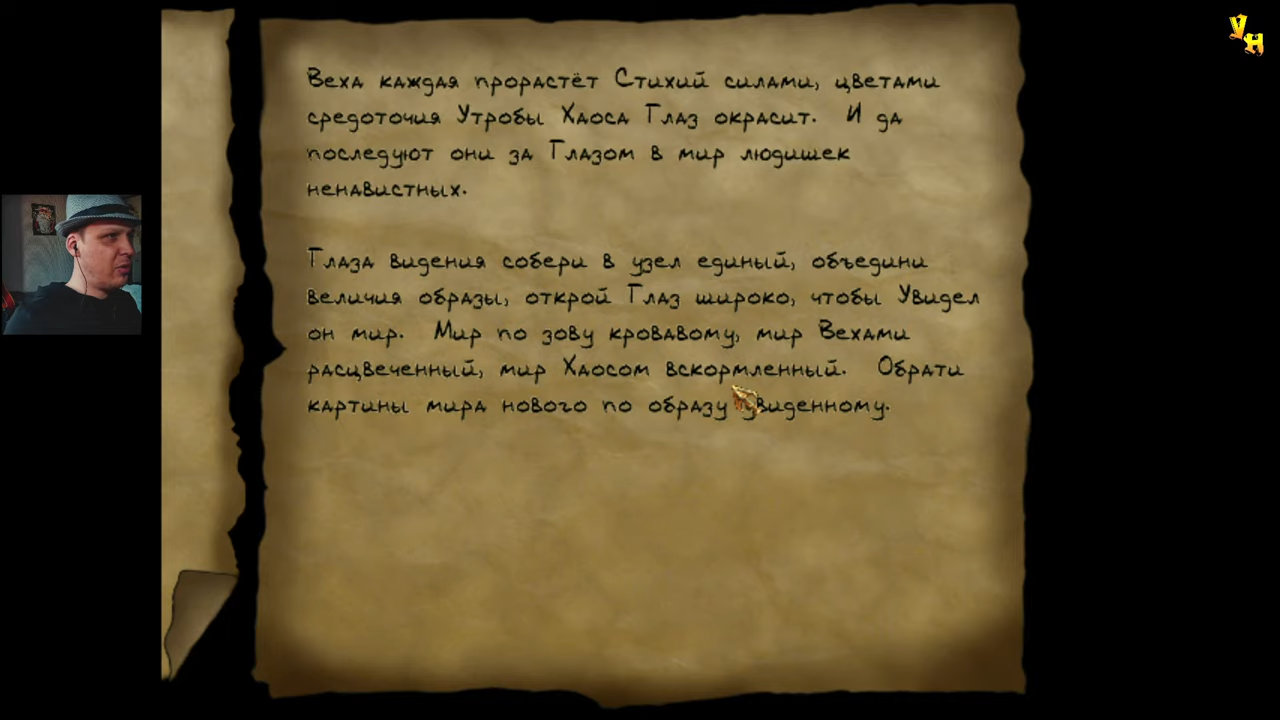 Веха каждая прорастёт Стихий силами, цветами
средоточия Утробы Хаоса Глаз окрасит. И да
последуют они за Глазом в мир людишек
ненавистных.
Глаза видения собери в узел единый, объедини
величия образы, открой Глаз широко, чтобы Увидел
он мир. Мир по зову кровавому, мир Вехами
расцвеченный, мир Хаосом вскормленный. Обрати
картины мира нового по образу увиденному.
УН